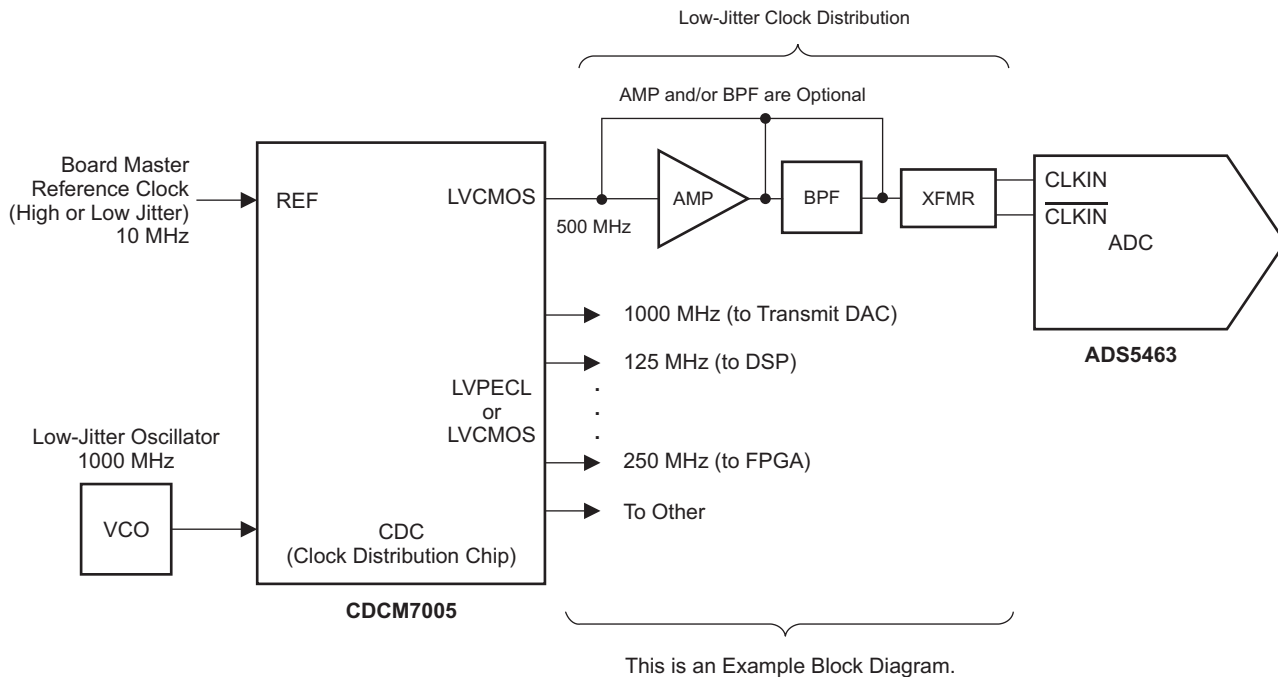 Low-Jitter Clock Distribution
AMP and/or BPF are Optional
Board Master
Reference Clock
(High or Low Jitter)
10 MHz
REF
LVCMOS
500 MHz
AMP
BPF
XFMR
CLKIN
CLKIN
ADC
ADS5463
1000 MHz (to Transmit DAC)
125 MHz (to DSP)
LVPECL
or
LVCMOS
250 MHz (to FPGA)
To Other
Low-Jitter Oscillator
1000 MHz
VCO
CDC
(Clock Distribution Chip)
CDCM7005
This is an Example Block Diagram.